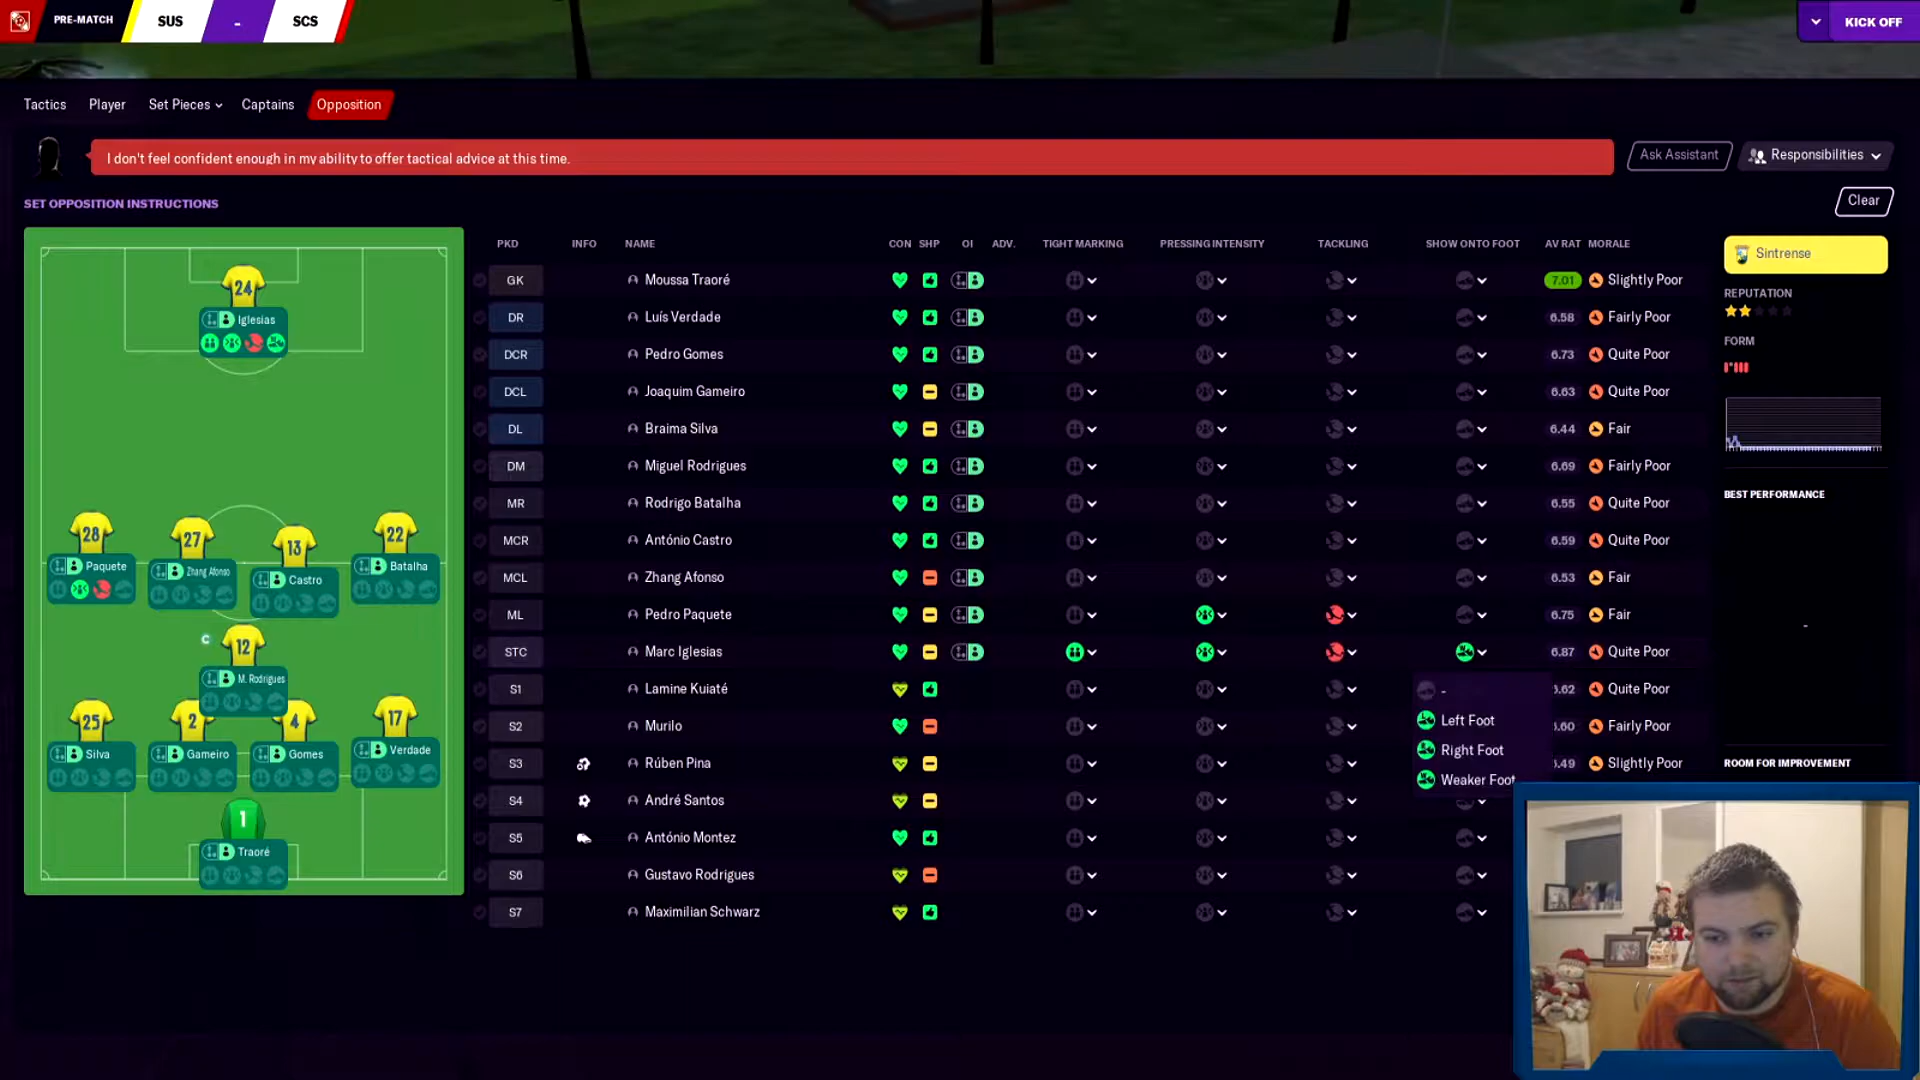 PRE-MATCH SUS - SCS KICK OFF
Tactics Player Set Pieces Captains Opposition
I don't feel confident enough in my ability to offer tactical advice at this time. Ask Assistant Responsibilities
SET OPPOSITION INSTRUCTIONS Clear
PKD INFO NAME CON SHP OI ADV. TIGHT MARKING PRESSING INTENSITY TACKLING SHOW ONTO FOOT AV RAT MORALE
GK Moussa Traoré 7.01 Slightly Poor
DR Luís Verdade 6.58 Fairly Poor
DCR Pedro Gomes 6.73 Quite Poor
DCL Joaquim Gameiro 6.63 Quite Poor
DL Braima Silva 6.44 Fair
DM Miguel Rodrigues 6.69 Fairly Poor
MR Rodrigo Batalha 6.55 Quite Poor
MCR António Castro 6.59 Quite Poor
MCL Zhang Afonso 6.53 Fair
ML Pedro Paquete 6.75 Fair
STC Marc Iglesias 6.87 Quite Poor
S1 Lamine Kuiaté .62 Quite Poor
S2 Murilo .60 Fairly Poor
S3 Rúben Pina .49 Slightly Poor
S4 André Santos
S5 António Montez
S6 Gustavo Rodrigues
S7 Maximilian Schwarz
-
Left Foot
Right Foot
Weaker Foot
24
Iglesias
28 27 13 22
Paquete Zhang Afonso Castro Batalha
C 12
M. Rodrigues
25 2 4 17
Silva Gameiro Gomes Verdade
1
Traoré
Sintrense
REPUTATION
FORM
BEST PERFORMANCE
-
ROOM FOR IMPROVEMENT